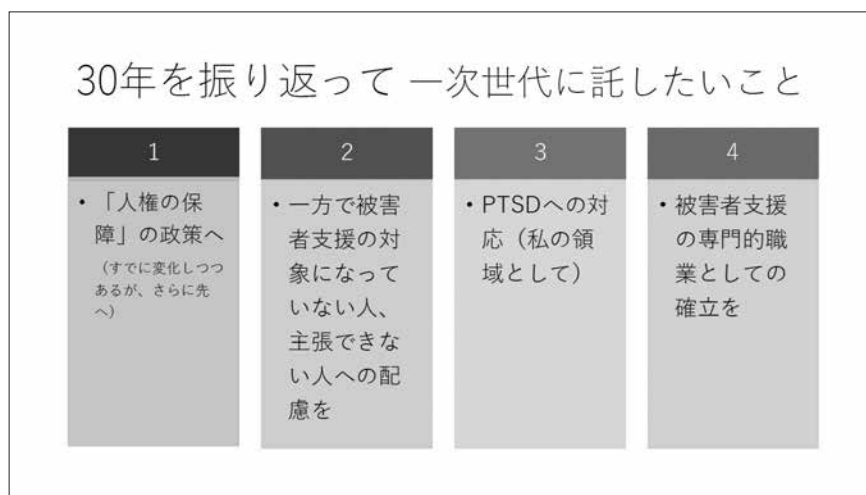 30年を振り返って ―次世代に託したいこと
1
・「人権の保
障」の政策へ
（すでに変化しつつ
あるが、さらに先
へ）
2
・一方で被害
者支援の対
象になって
いない人、
主張できな
い人への配
慮を
3
・PTSDへの対
応（私の領
域として）
4
・被害者支援
の専門的職
業としての
確立を